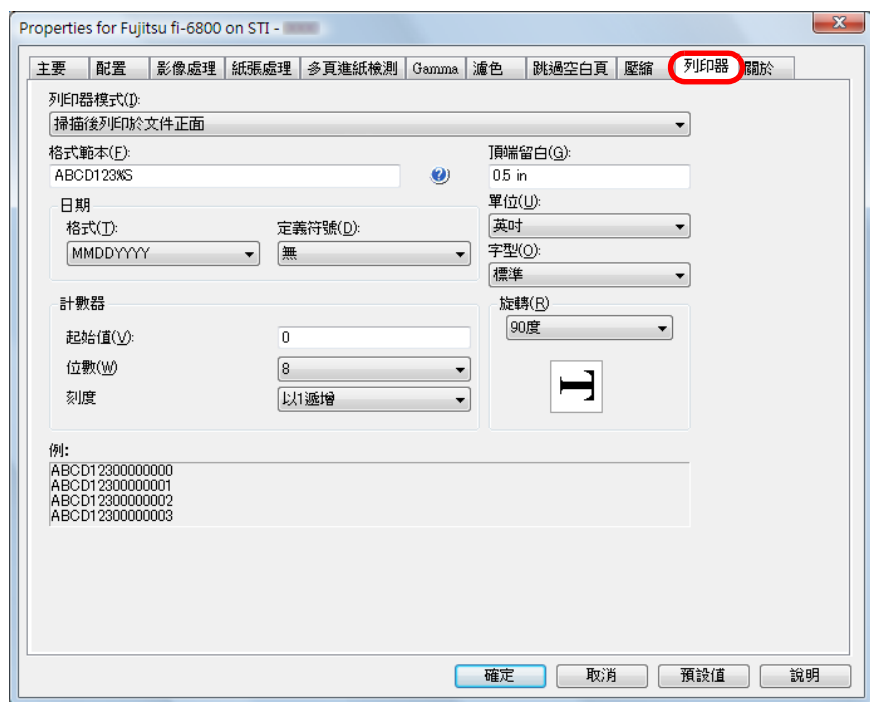 Properties for Fujitsu fi-6800 on STI -
主要 配置 影像處理 紙張處理 多頁進紙檢測 Gamma 濾色 跳過空白頁 壓縮 列印器 關於
列印器模式(I):
掃描後列印於文件正面
格式範本(F): 頂端留白(G):
ABCD123%S 0.5 in
日期 單位(U):
格式(T): 定義符號(D): 英吋
MMDDYYYY 無 字型(O):
標準
計數器 旋轉(R)
起始值(V): 0 90度
位數(W) 8
刻度 以1遞增
例:
ABCD12300000000
ABCD12300000001
ABCD12300000002
ABCD12300000003
確定 取消 預設值 說明